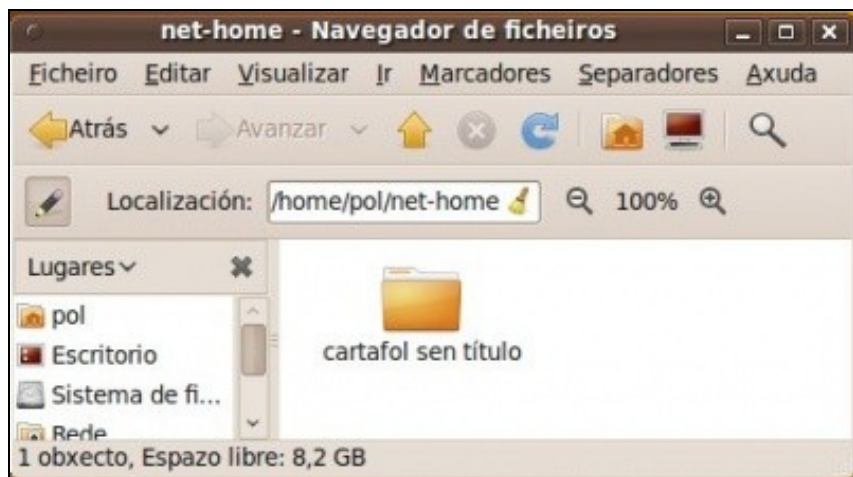 net-home - Navegador de ficheiros
Ficheiro Editar Visualizar Ir Marcadores Separadores Axuda
Atrás Avanzar
Localización: /home/pol/net-home 100%
Lugares
pol
Escritorio
cartafol sen título
Sistema de fi...
Rede
1 obxecto, Espazo libre: 8,2 GB